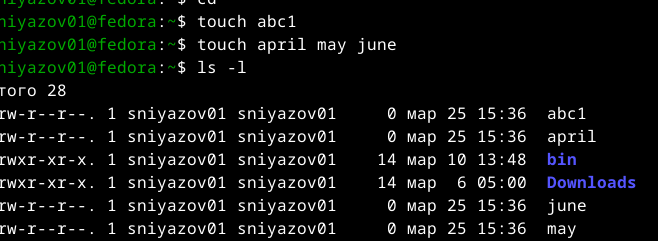 niyazov01@fedora:~$ cd
niyazov01@fedora:~$ touch abc1
niyazov01@fedora:~$ touch april may june
niyazov01@fedora:~$ ls -l
того 28
rw-r--r--. 1 sniyazov01 sniyazov01 0 мар 25 15:36 abc1
rw-r--r--. 1 sniyazov01 sniyazov01 0 мар 25 15:36 april
rwxr-xr-x. 1 sniyazov01 sniyazov01 14 мар 10 13:48 bin
rwxr-xr-x. 1 sniyazov01 sniyazov01 14 мар 6 05:00 Downloads
rw-r--r--. 1 sniyazov01 sniyazov01 0 мар 25 15:36 june
rw-r--r--. 1 sniyazov01 sniyazov01 0 мар 25 15:36 may